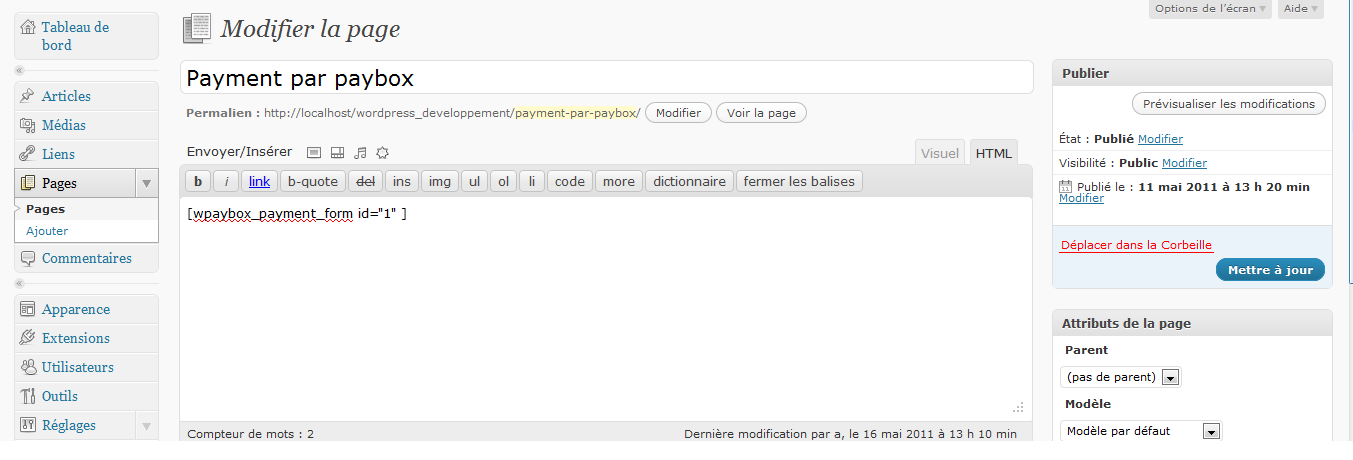 Options de l'écran
Aide
Tableau de
bord
Articles
Médias
Liens
Pages
Pages
Ajouter
Commentaires
Apparence
Extensions
Utilisateurs
Outils
Réglages
Modifier la page
Payment par paybox
Permalien : http://localhost/wordpress_developpement/payment-par-paybox/ Modifier Voir la page
Envoyer/Insérer
Visuel HTML
b i link b-quote del ins img ul ol li code more dictionnaire fermer les balises
[wpaybox_payment_form id="1" ]
Compteur de mots : 2
Dernière modification par a, le 16 mai 2011 à 13 h 10 min
Publier
Prévisualiser les modifications
État : Publié Modifier
Visibilité : Public Modifier
Publié le : 11 mai 2011 à 13 h 20 min
Modifier
Déplacer dans la Corbeille
Mettre à jour
Attributs de la page
Parent
(pas de parent)
Modèle
Modèle par défaut